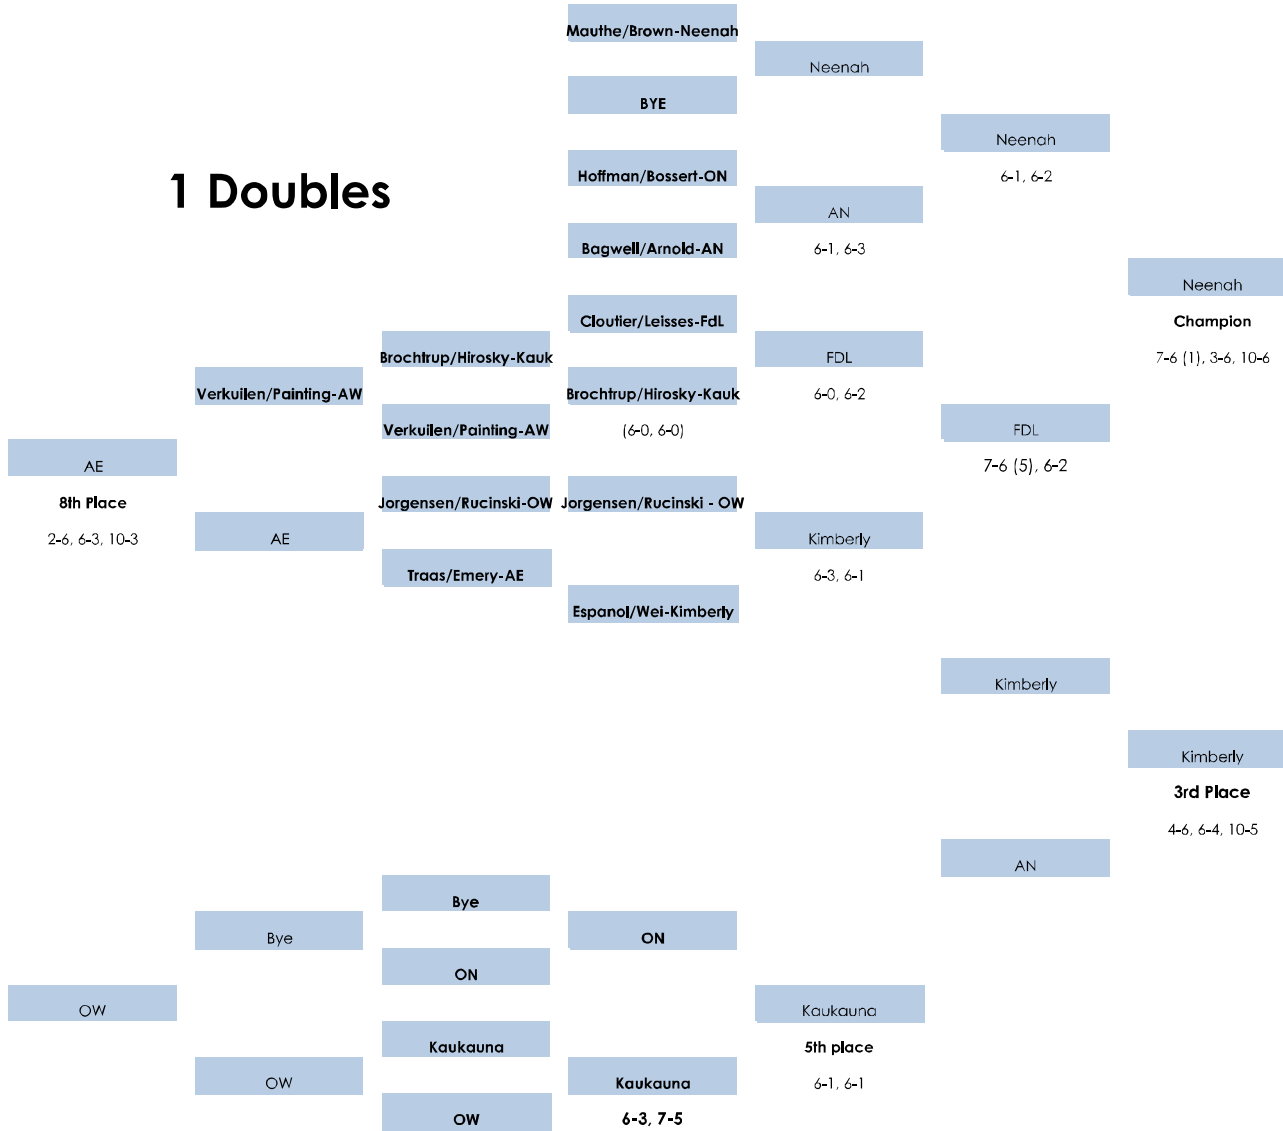 Mauthe/Brown-Neenah
Neenah
BYE
Neenah
6-1, 6-2
1 Doubles
Hoffman/Bossert-ON
AN
6-1, 6-3
Bagwell/Arnold-AN
Neenah
Champion
7-6 (1), 3-6, 10-6
Cloutier/Leisses-FdL
Brochtrup/Hirosky-Kauk
FDL
6-0, 6-2
Verkuilen/Painting-AW
Brochtrup/Hirosky-Kauk
(6-0, 6-0)
Verkuilen/Painting-AW
FDL
7-6 (5), 6-2
AE
8th Place
2-6, 6-3, 10-3
Jorgensen/Rucinski-OW
Jorgensen/Rucinski - OW
AE
Kimberly
6-3, 6-1
Traas/Emery-AE
Espanol/Wei-Kimberly
Kimberly
Kimberly
3rd Place
4-6, 6-4, 10-5
AN
Bye
Bye
ON
ON
OW
Kaukauna
5th place
6-1, 6-1
Kaukauna
OW
Kaukauna
6-3, 7-5
OW